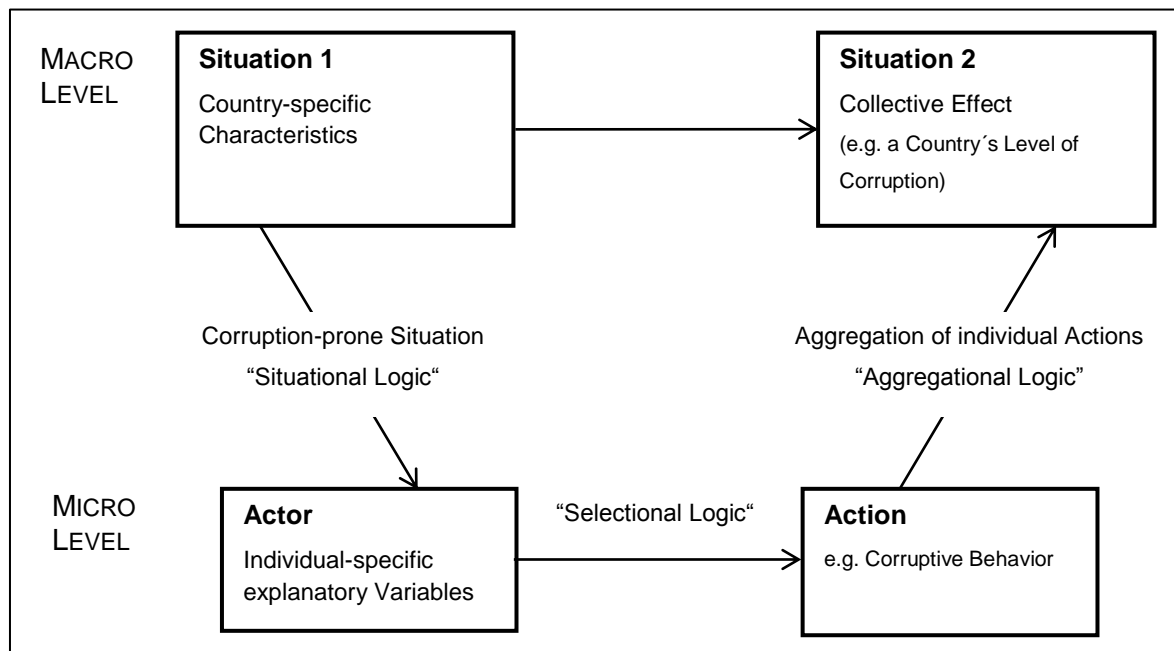 MACRO
LEVEL
Situation 1
Country-specific
Characteristics
Situation 2
Collective Effect
(e.g. a Country´s Level of
Corruption)
Corruption-prone Situation
“Situational Logic“
Aggregation of individual Actions
“Aggregational Logic”
MICRO
LEVEL
Actor
Individual-specific
explanatory Variables
“Selectional Logic“
Action
e.g. Corruptive Behavior